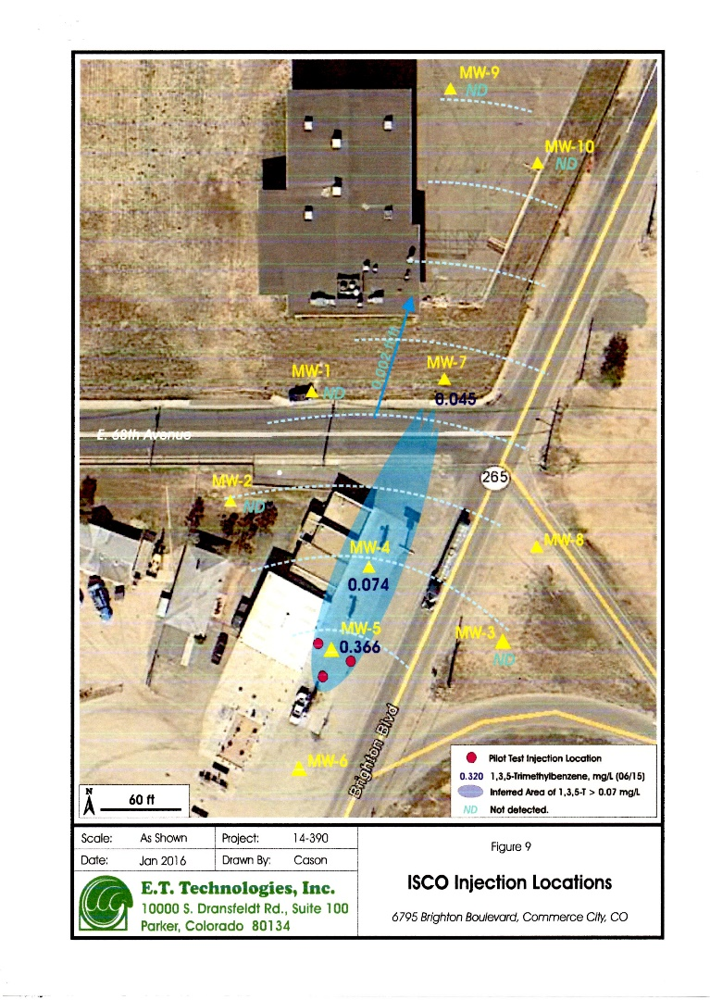 MW-9
ND
MW-10
ND
0.002 ft/ft
MW-1
ND
MW-7
0.045
E. 68th Avenue
265
MW-2
ND
MW-4
0.074
MW-8
MW-5
0.366
MW-3
ND
MW-6
Brighton Blvd
N
60 ft
Pilot Test Injection Location
0.320 1,3,5-Trimethylbenzene, mg/L (06/15)
Inferred Area of 1,3,5-T > 0.07 mg/L
ND Not detected.
Scale: As Shown Project: 14-390
Date: Jan 2016 Drawn By: Cason
E.T. Technologies, Inc.
10000 S. Dransfeldt Rd., Suite 100
Parker, Colorado 80134
Figure 9
ISCO Injection Locations
6795 Brighton Boulevard, Commerce City, CO